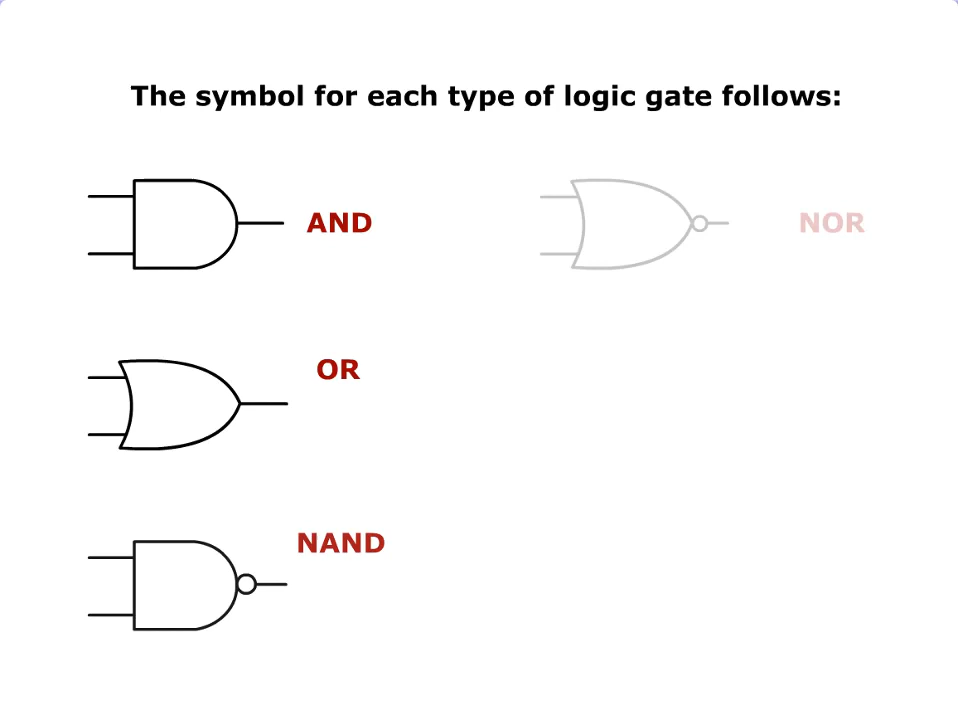 The symbol for each type of logic gate follows:
AND
NOR
OR
NAND